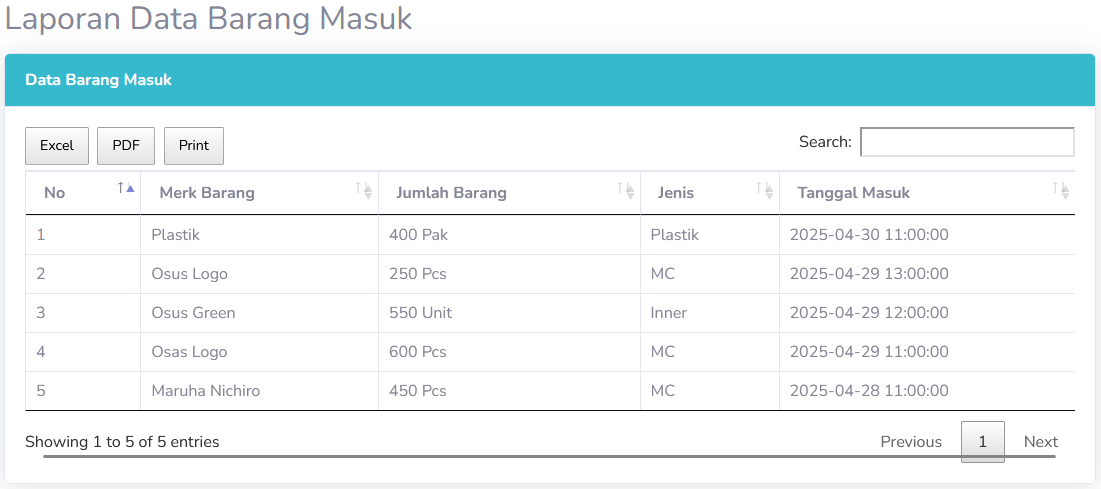 Laporan Data Barang Masuk
Data Barang Masuk
Excel PDF Print Search:
No Merk Barang Jumlah Barang Jenis Tanggal Masuk
1 Plastik 400 Pak Plastik 2025-04-30 11:00:00
2 Osus Logo 250 Pcs MC 2025-04-29 13:00:00
3 Osus Green 550 Unit Inner 2025-04-29 12:00:00
4 Osas Logo 600 Pcs MC 2025-04-29 11:00:00
5 Maruha Nichiro 450 Pcs MC 2025-04-28 11:00:00
Showing 1 to 5 of 5 entries Previous 1 Next